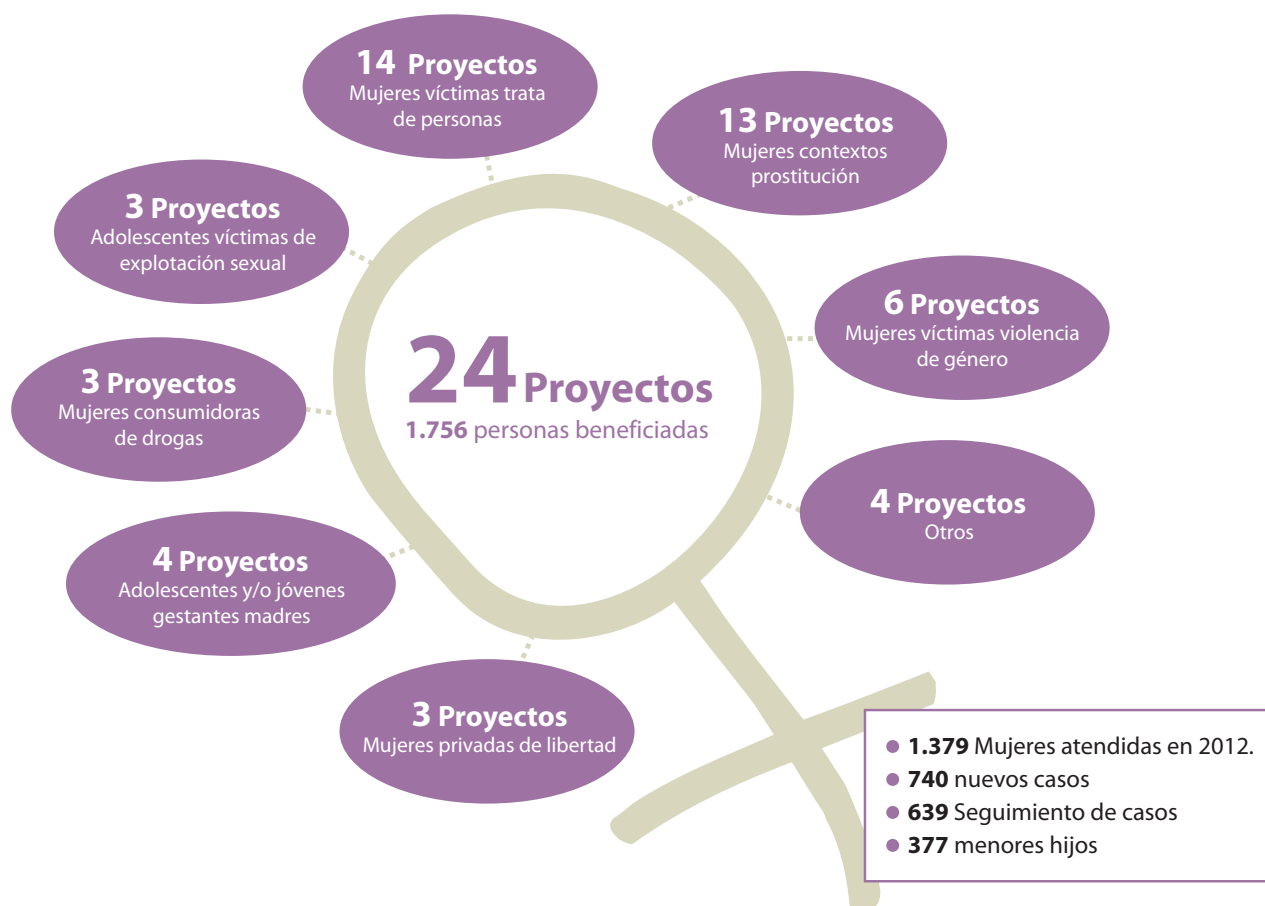 14 Proyectos
Mujeres víctimas trata
de personas
13 Proyectos
Mujeres contextos
prostitución
3 Proyectos
Adolescentes víctimas de
explotación sexual
6 Proyectos
Mujeres víctimas violencia
de género
24 Proyectos
1.756 personas beneficiadas
3 Proyectos
Mujeres consumidoras
de drogas
4 Proyectos
Otros
4 Proyectos
Adolescentes y/o jóvenes
gestantes madres
3 Proyectos
Mujeres privadas de libertad
1.379 Mujeres atendidas en 2012.
740 nuevos casos
639 Seguimiento de casos
377 menores hijos